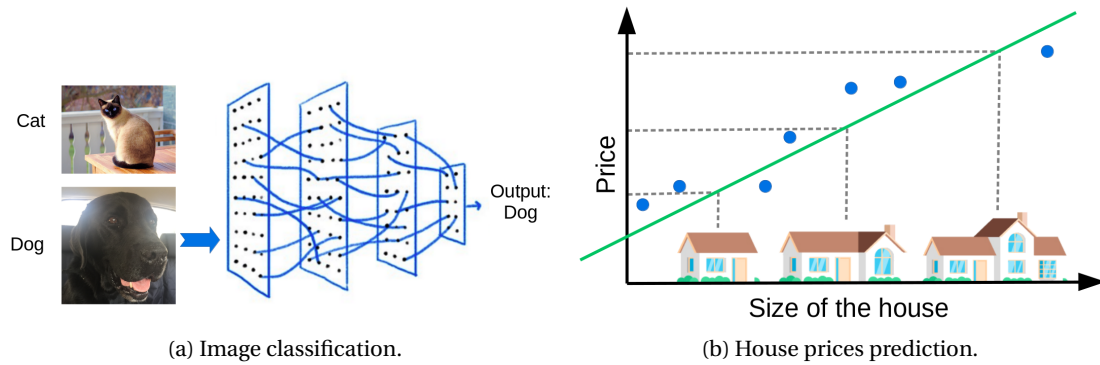 Cat
Dog
Output:
Dog
(a) Image classification.
Price
Size of the house
(b) House prices prediction.